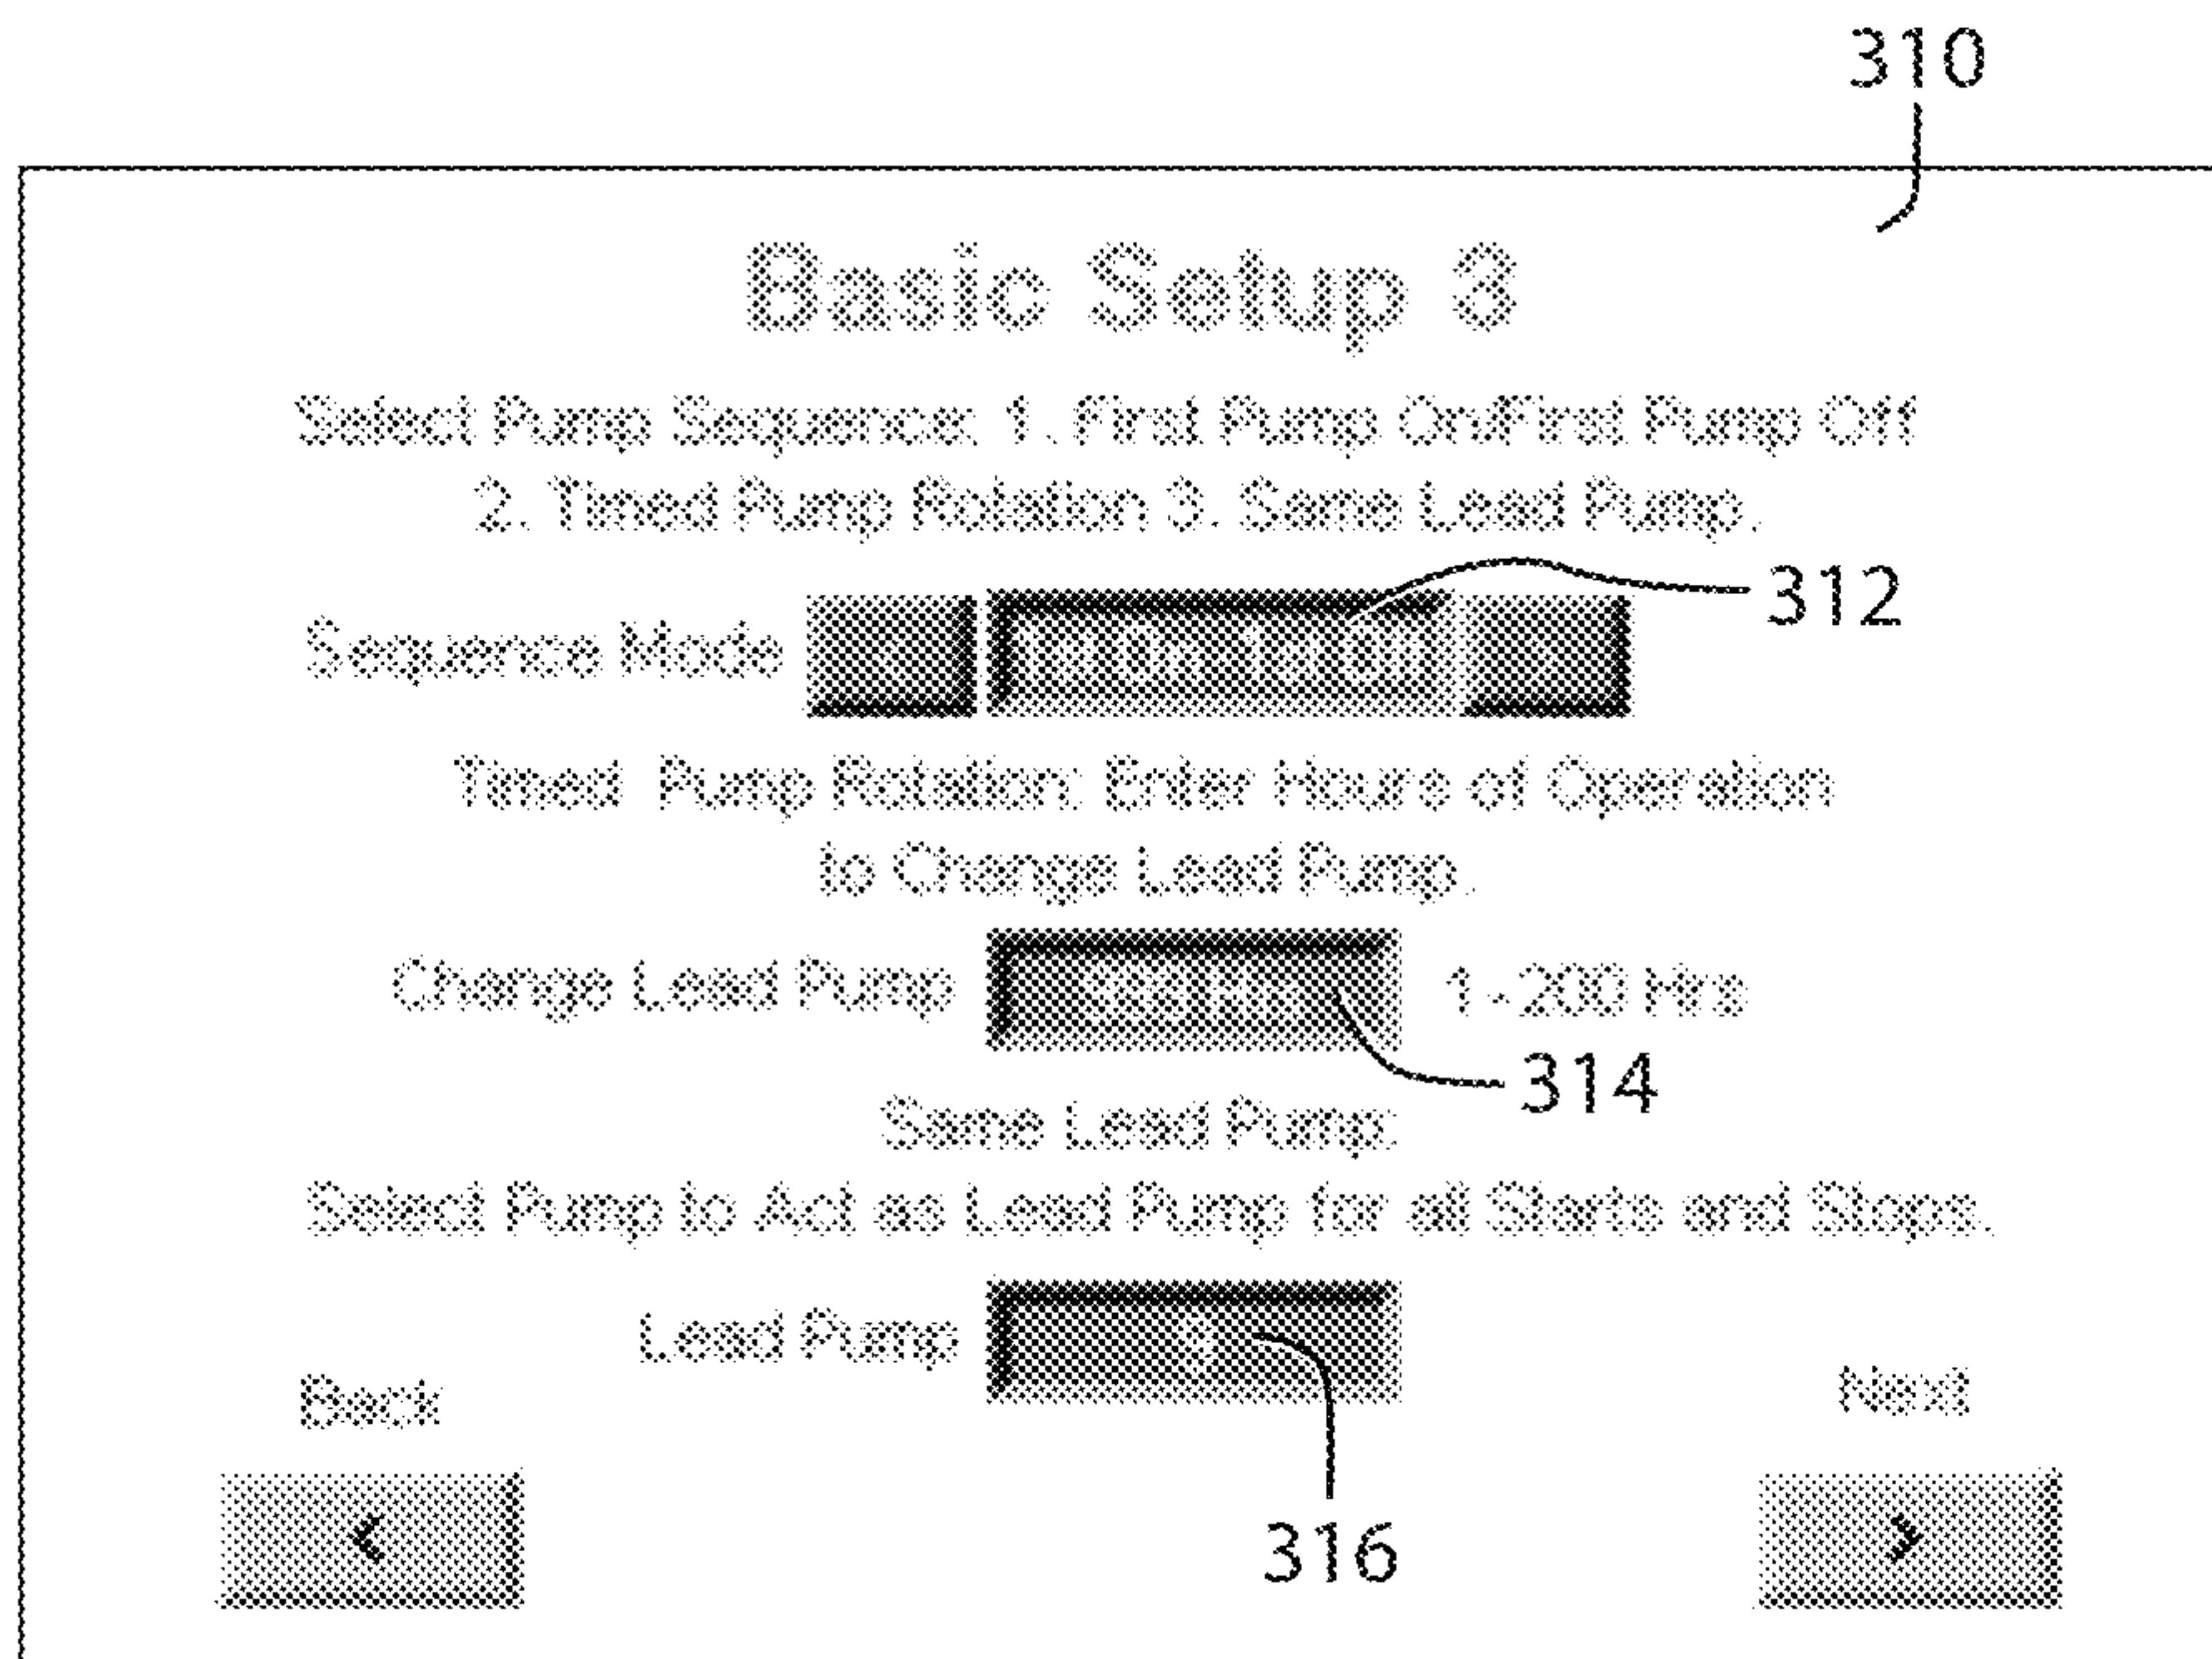 310
Basic Setup 3
Select Pump Sequence: 1. First Pump On/First Pump Off
2. Timed Pump Rotation 3. Same Lead Pump.
312
Sequence Mode
Timed Pump Rotation: Enter Hours of Operation
to Change Lead Pump.
Change Lead Pump 1-200 Hrs
314
Same Lead Pump:
Select Pump to Act as Lead Pump for all Starts and Stops.
Lead Pump
Back Next
< >
316